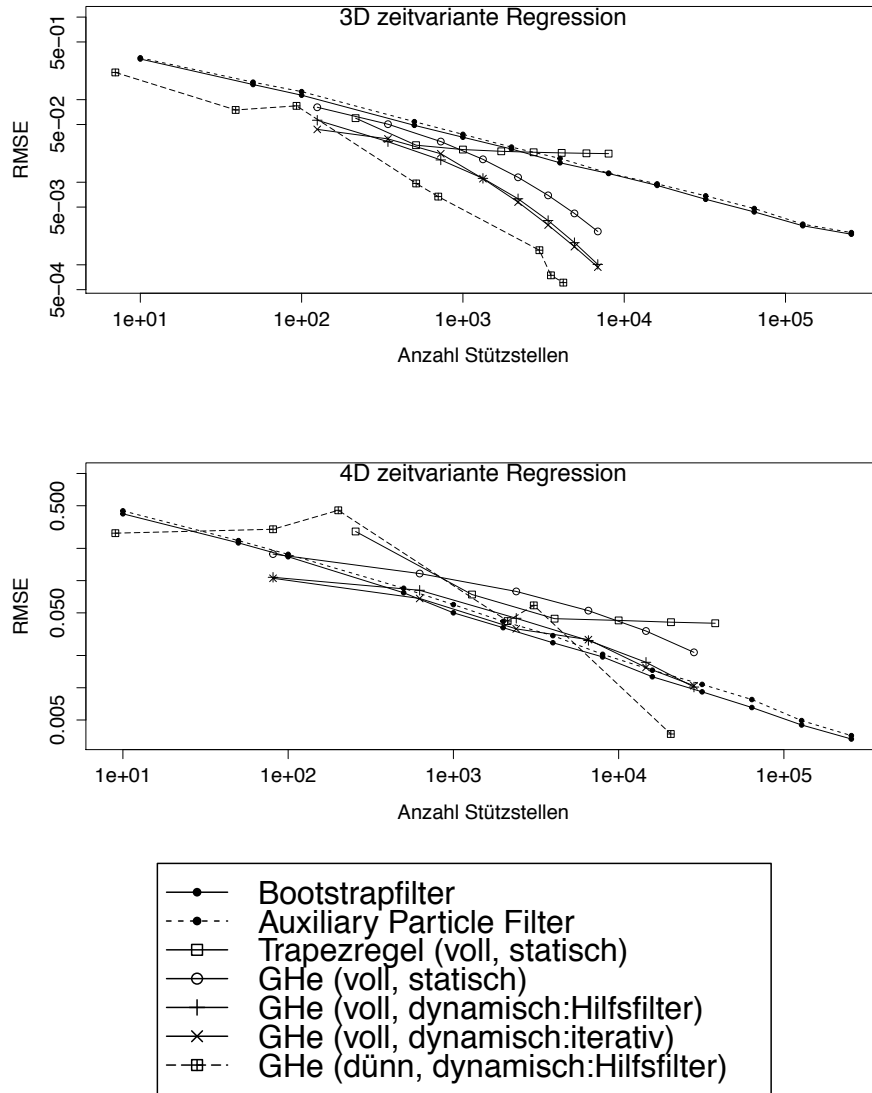 3D zeitvariante Regression
RMSE
5e−01
5e−02
5e−03
5e−04
1e+01 1e+02 1e+03 1e+04 1e+05
Anzahl Stützstellen
4D zeitvariante Regression
RMSE
0.500
0.050
0.005
1e+01 1e+02 1e+03 1e+04 1e+05
Anzahl Stützstellen
Bootstrapfilter
Auxiliary Particle Filter
Trapezregel (voll, statisch)
GHe (voll, statisch)
GHe (voll, dynamisch:Hilfsfilter)
GHe (voll, dynamisch:iterativ)
GHe (dünn, dynamisch:Hilfsfilter)